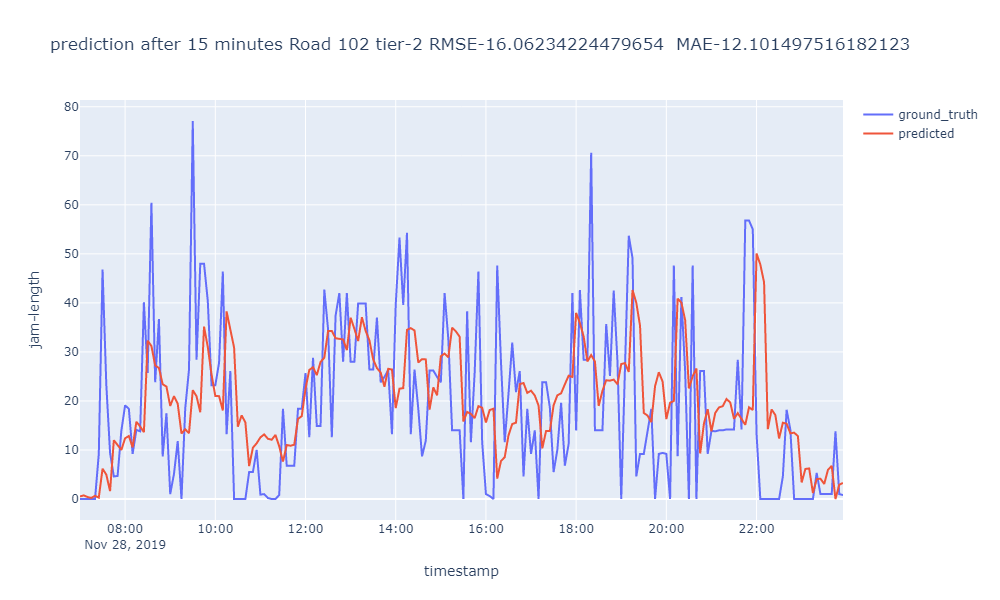 prediction after 15 minutes Road 102 tier-2 RMSE-16.06234224479654  MAE-12.101497516182123
ground_truth
predicted
80
70
60
50
40
30
20
10
0
jam-length
08:00 10:00 12:00 14:00 16:00 18:00 20:00 22:00
Nov 28, 2019
timestamp